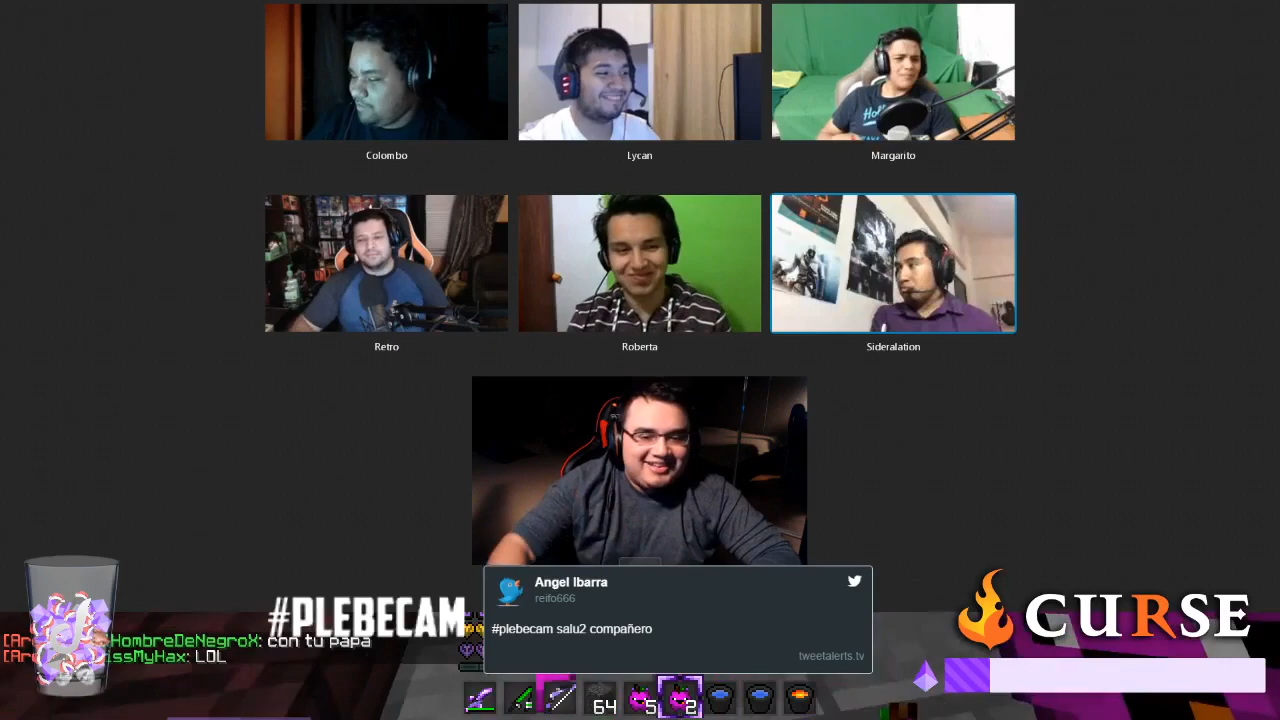 Colombo
Lycan
Margarito
Retro
Roberta
Sideralation
Angel Ibarra
reifo666
#plebecam salu2 compañero
tweetalerts.tv
#PLEBECAM
HombreDeNegroX: con tu papa
ssMyHax: LOL
CURSE
64
5
2